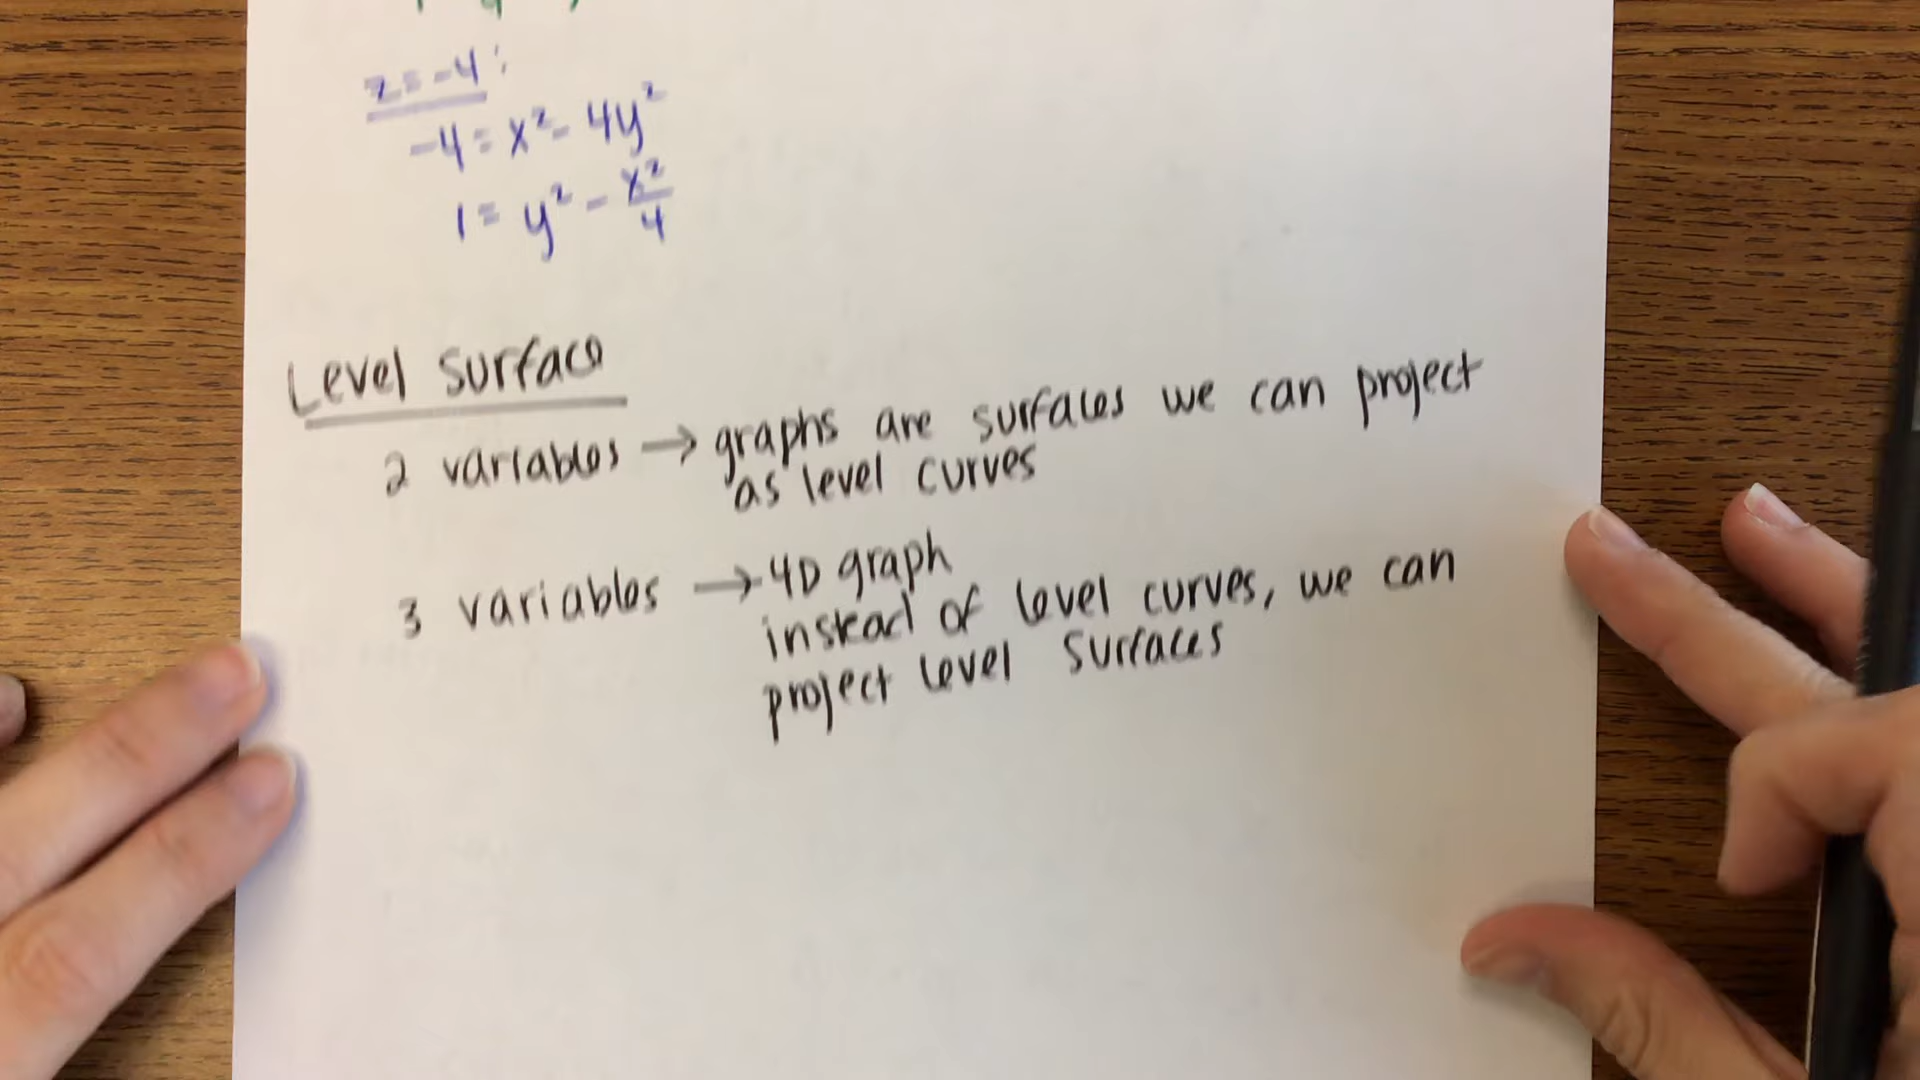 z = -4:
-4 = x² - 4y²
1 = y² - x²/4
Level surface
2 variables → graphs are surfaces we can project
as level curves
3 variables → 4D graph
instead of level curves, we can
project level surfaces